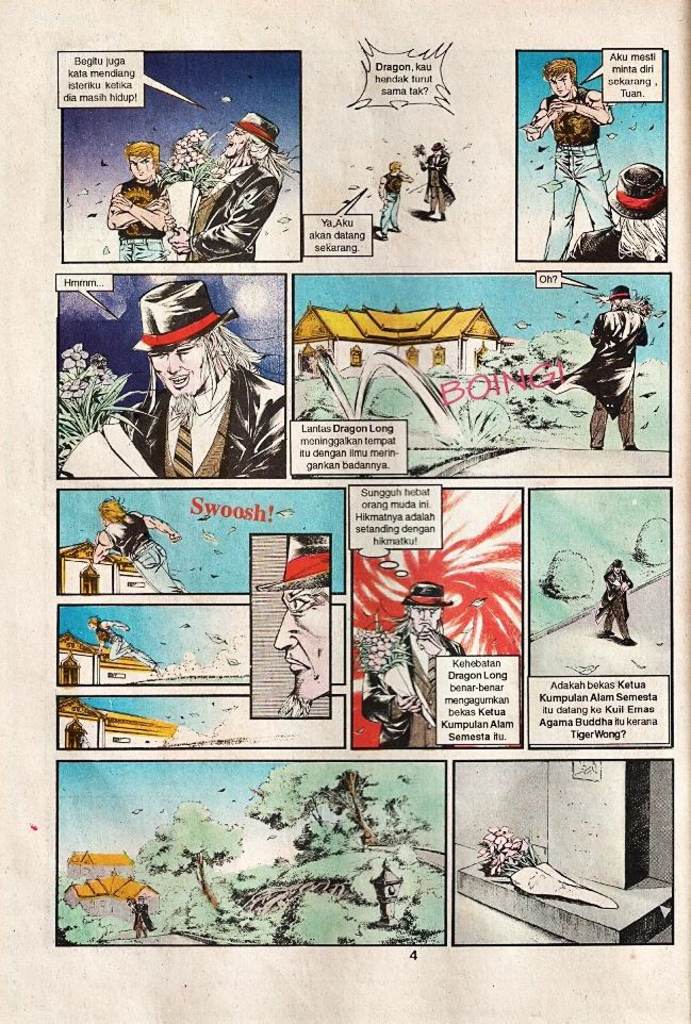 Begitu juga
kata mendiang
isteriku ketika
dia masih hidup!
Dragon, kau
hendak turut
sama tak?
Ya,Aku
akan datang
sekarang.
Aku mesti
minta diri
sekarang ,
Tuan.
Hmmm...
Oh?
BOING!
Lantas Dragon Long
meninggalkan tempat
itu dengan ilmu merin-
gankan badannya.
Swoosh!
Sungguh hebat
orang muda ini.
Hikmatnya adalah
setanding dengan
hikmatku!
Kehebatan
Dragon Long
benar-benar
mengagumkan
bekas Ketua
Kumpulan Alam
Semesta itu.
Adakah bekas Ketua
Kumpulan Alam Semesta
itu datang ke Kuil Emas
Agama Buddha itu kerana
Tiger Wong?
4